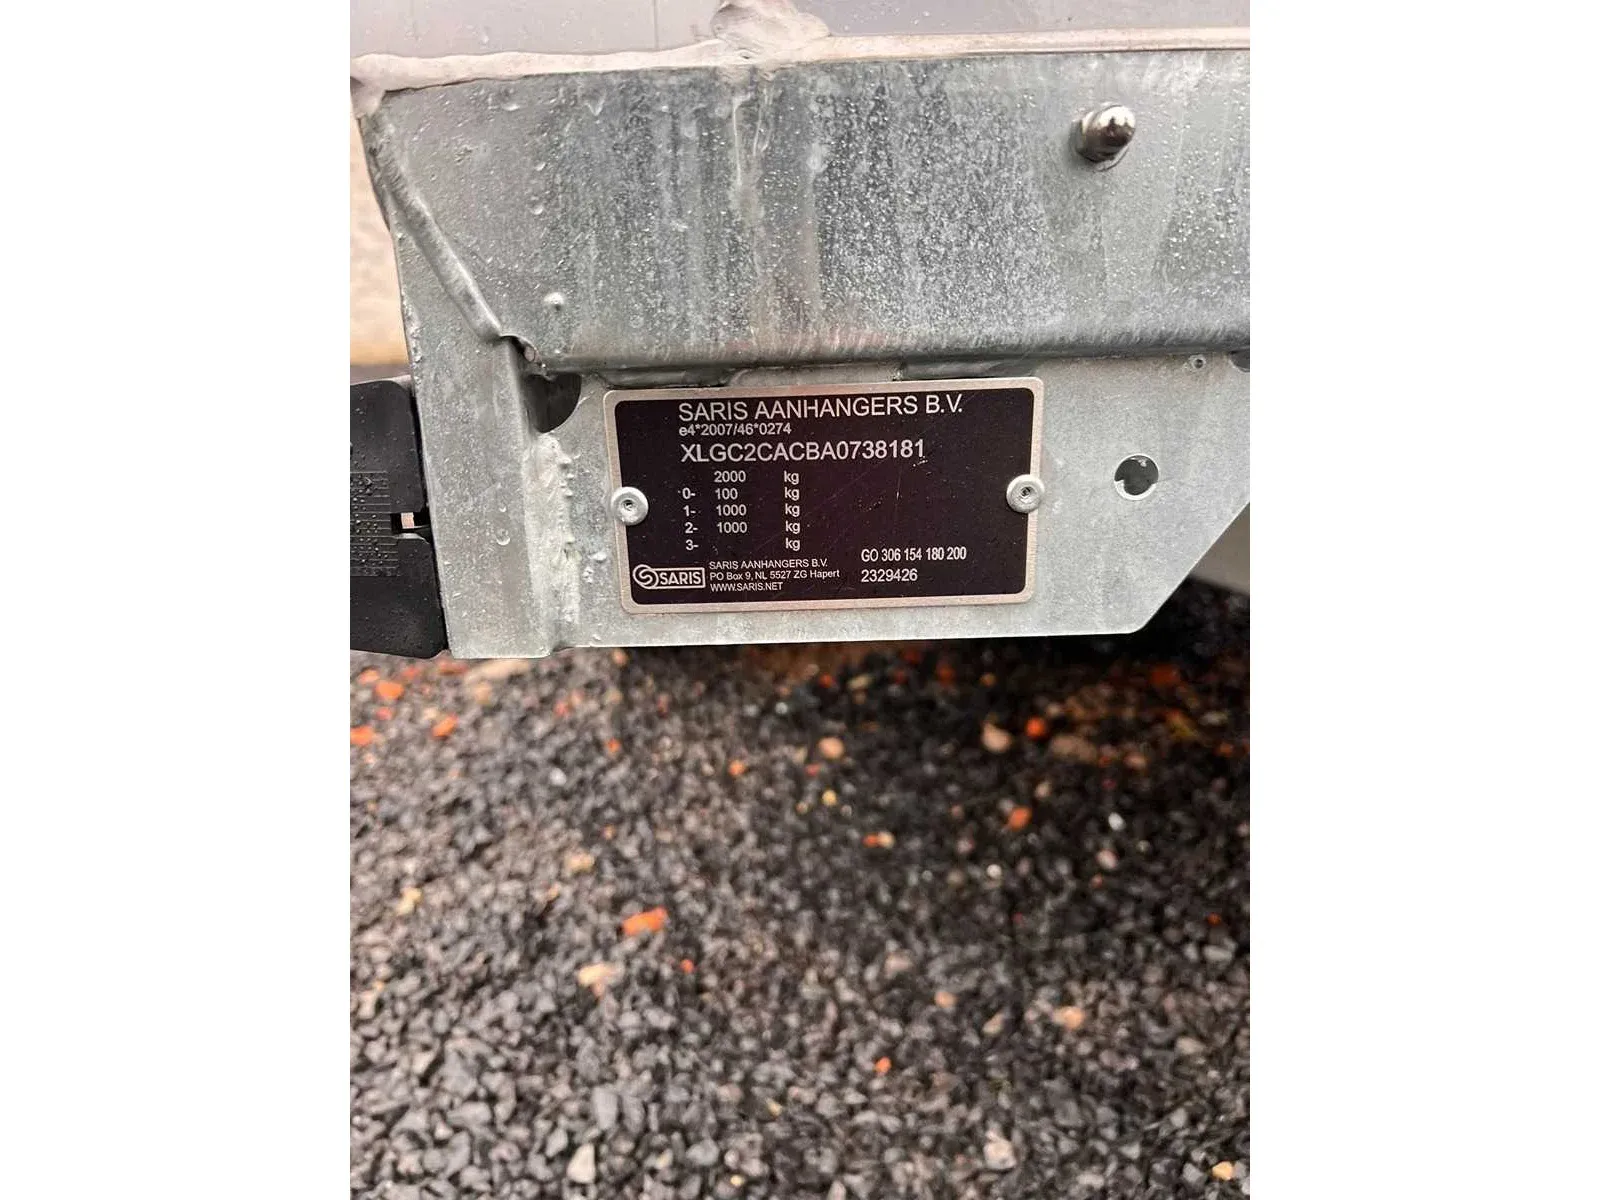 SARIS AANHANGERS B.V.
e4*2007/46*0274
XLGC2CACBA0738181
2000 kg
0- 100 kg
1- 1000 kg
2- 1000 kg
3- kg
SARIS
SARIS AANHANGERS B.V.
PO Box 9, NL 5527 ZG Hapert
WWW.SARIS.NET
GO 306 154 180 200
2329426